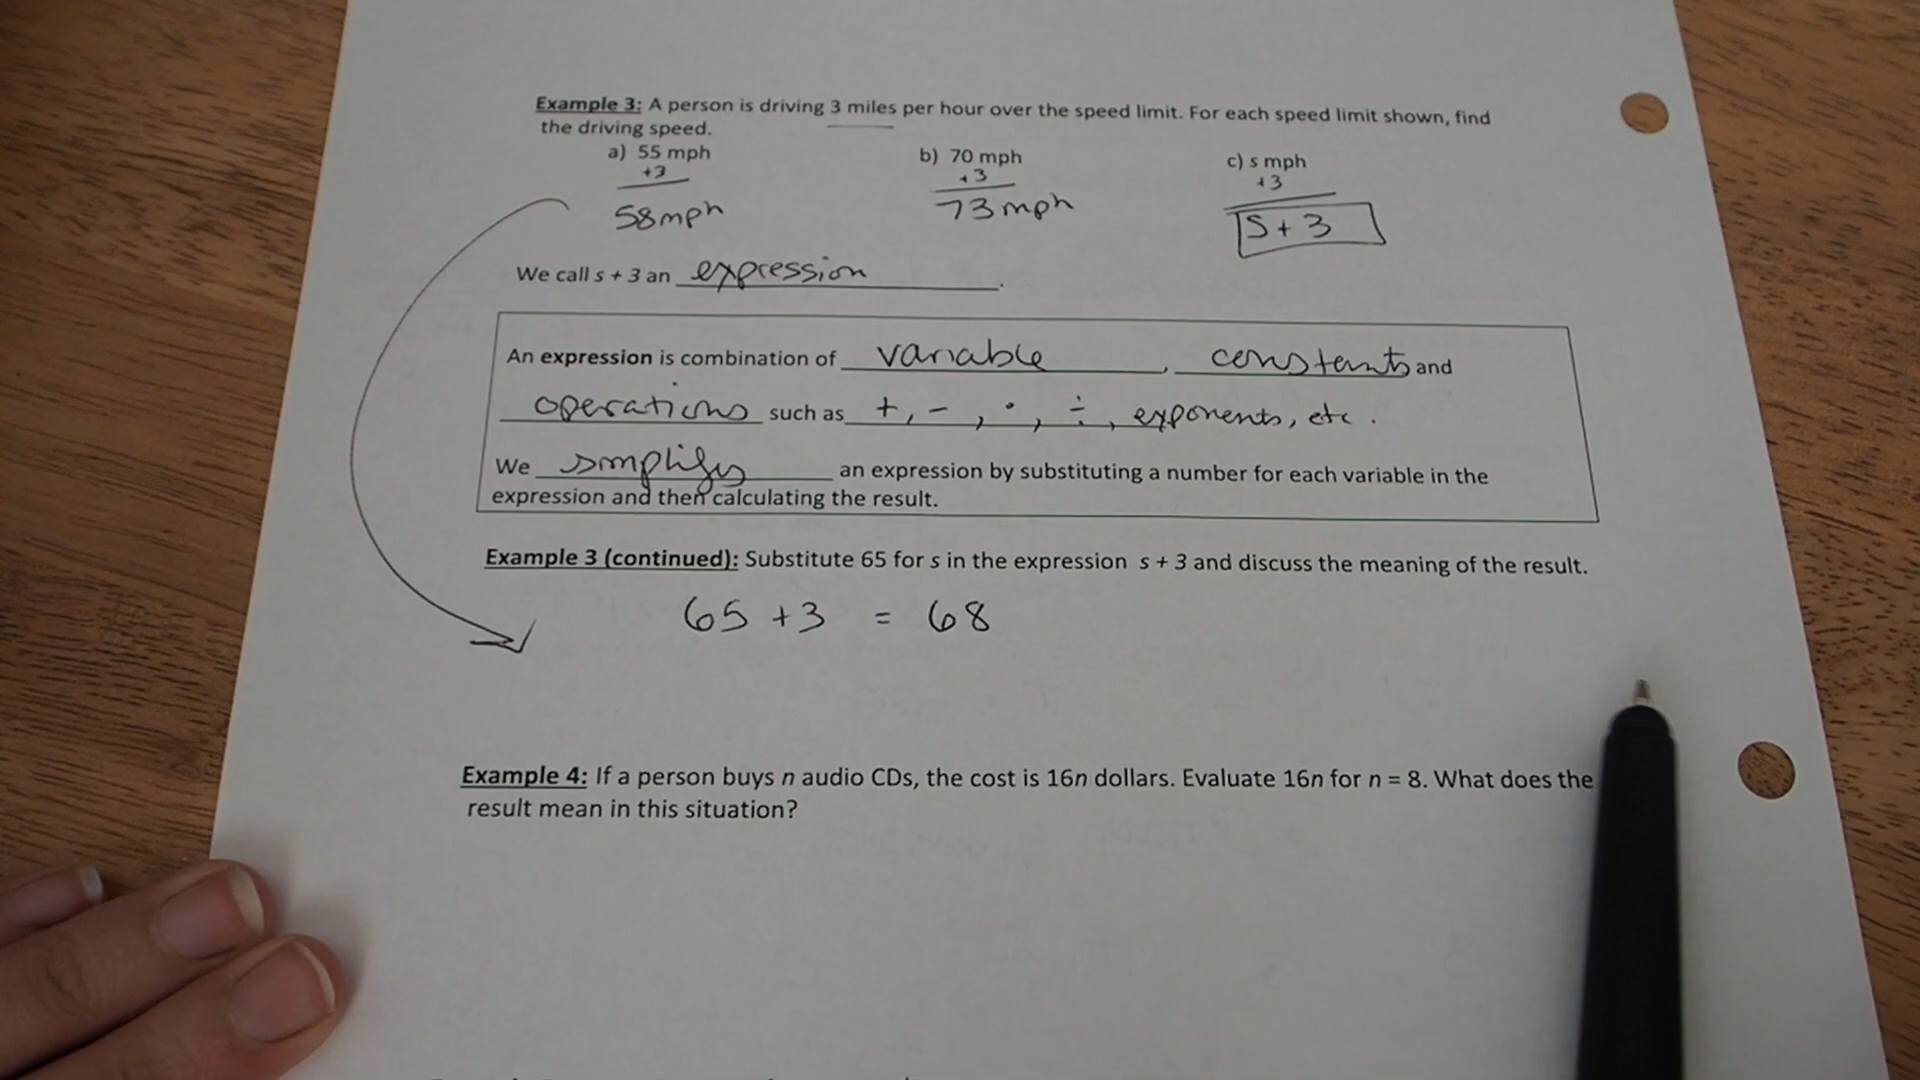 Example 3: A person is driving 3 miles per hour over the speed limit. For each speed limit shown, find
the driving speed.
a) 55 mph b) 70 mph c) s mph
+3 +3 +3
58mph 73mph S + 3
We call s + 3 an expression.
An expression is combination of variable, constants and
operations such as +, -, ·, ÷, exponents, etc.
We simplify an expression by substituting a number for each variable in the
expression and then calculating the result.
Example 3 (continued): Substitute 65 for s in the expression s + 3 and discuss the meaning of the result.
65 + 3 = 68
Example 4: If a person buys n audio CDs, the cost is 16n dollars. Evaluate 16n for n = 8. What does the
result mean in this situation?